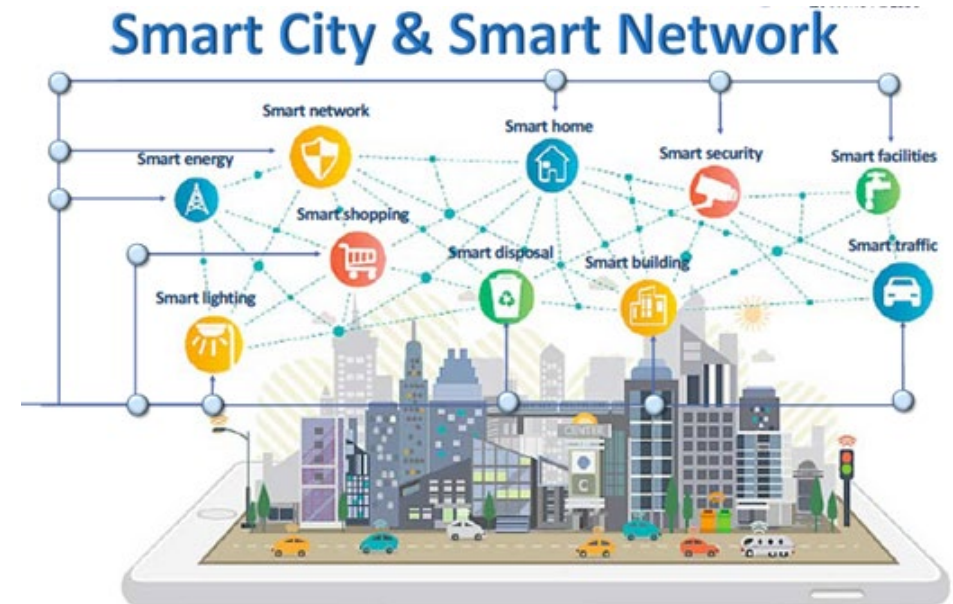 Smart City & Smart Network
Smart network
Smart home
Smart energy
Smart security
Smart facilities
Smart shopping
Smart disposal
Smart building
Smart traffic
Smart lighting
CENTER
C